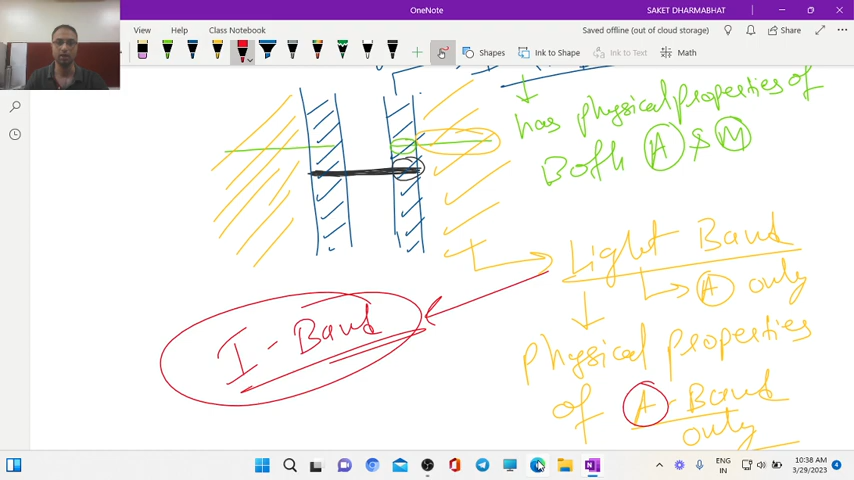 OneNote
SAKET DHARMABHAT
View Help Class Notebook
Saved offline (out of cloud storage)
Share
Shapes
Ink to Shape
Ink to Text
Math
has physical properties of
Both A & M
Light Band
A only
I - Band
Physical Properties
of A - Band
only
ENG
IN
10:38 AM
3/29/2023
4